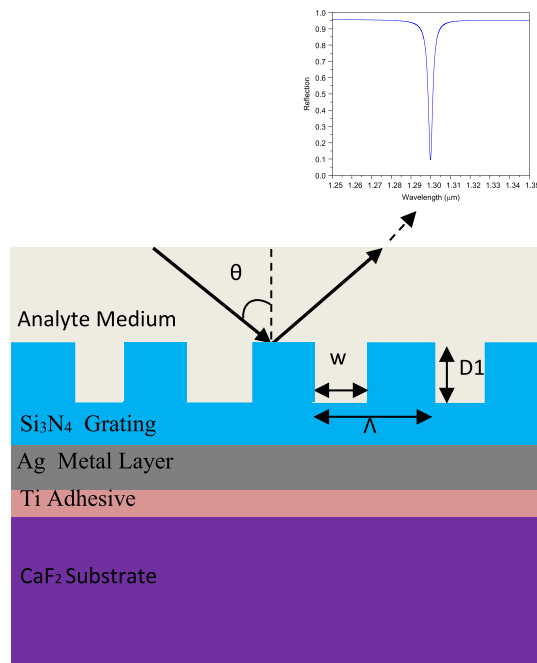 1.0
0.9
0.8
0.7
0.6
0.5
0.4
0.3
0.2
0.1
0.0
Reflection
1.25 1.26 1.27 1.28 1.29 1.30 1.31 1.32 1.33 1.34 1.35
Wavelength (μm)
θ
Analyte Medium
w
D1
Λ
Si₃N₄ Grating
Ag Metal Layer
Ti Adhesive
CaF₂ Substrate